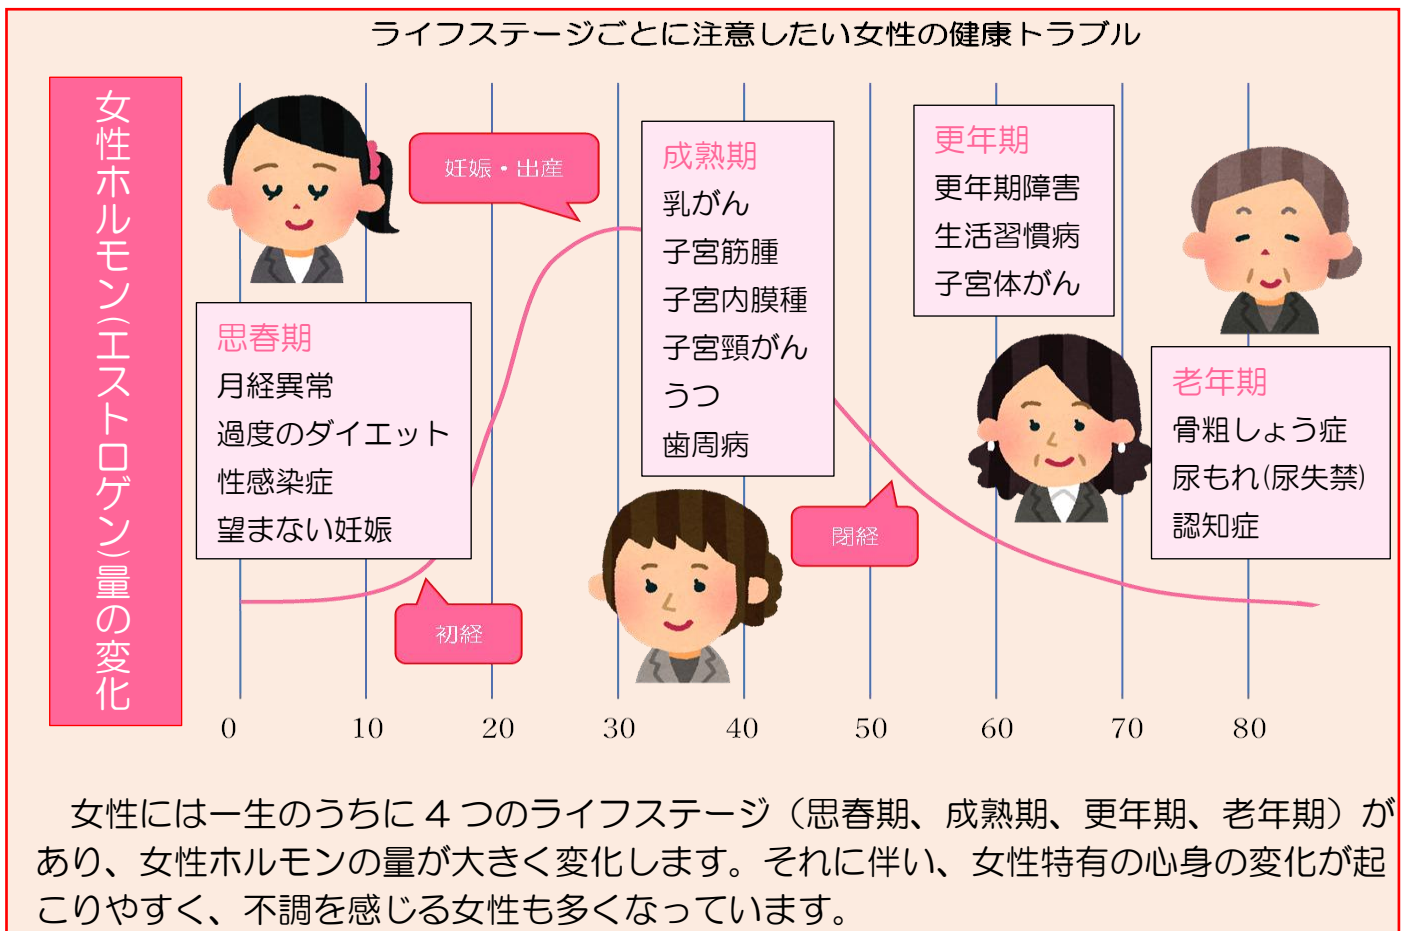 ライフステージごとに注意したい女性の健康トラブル
女性ホルモン(エストロゲン)量の変化
妊娠・出産
思春期
月経異常
過度のダイエット
性感染症
望まない妊娠
初経
成熟期
乳がん
子宮筋腫
子宮内膜種
子宮頸がん
うつ
歯周病
閉経
更年期
更年期障害
生活習慣病
子宮体がん
老年期
骨粗しょう症
尿もれ(尿失禁)
認知症
0 10 20 30 40 50 60 70 80
女性には一生のうちに 4 つのライフステージ（思春期、成熟期、更年期、老年期）が
あり、女性ホルモンの量が大きく変化します。それに伴い、女性特有の心身の変化が起
こりやすく、不調を感じる女性も多くなっています。